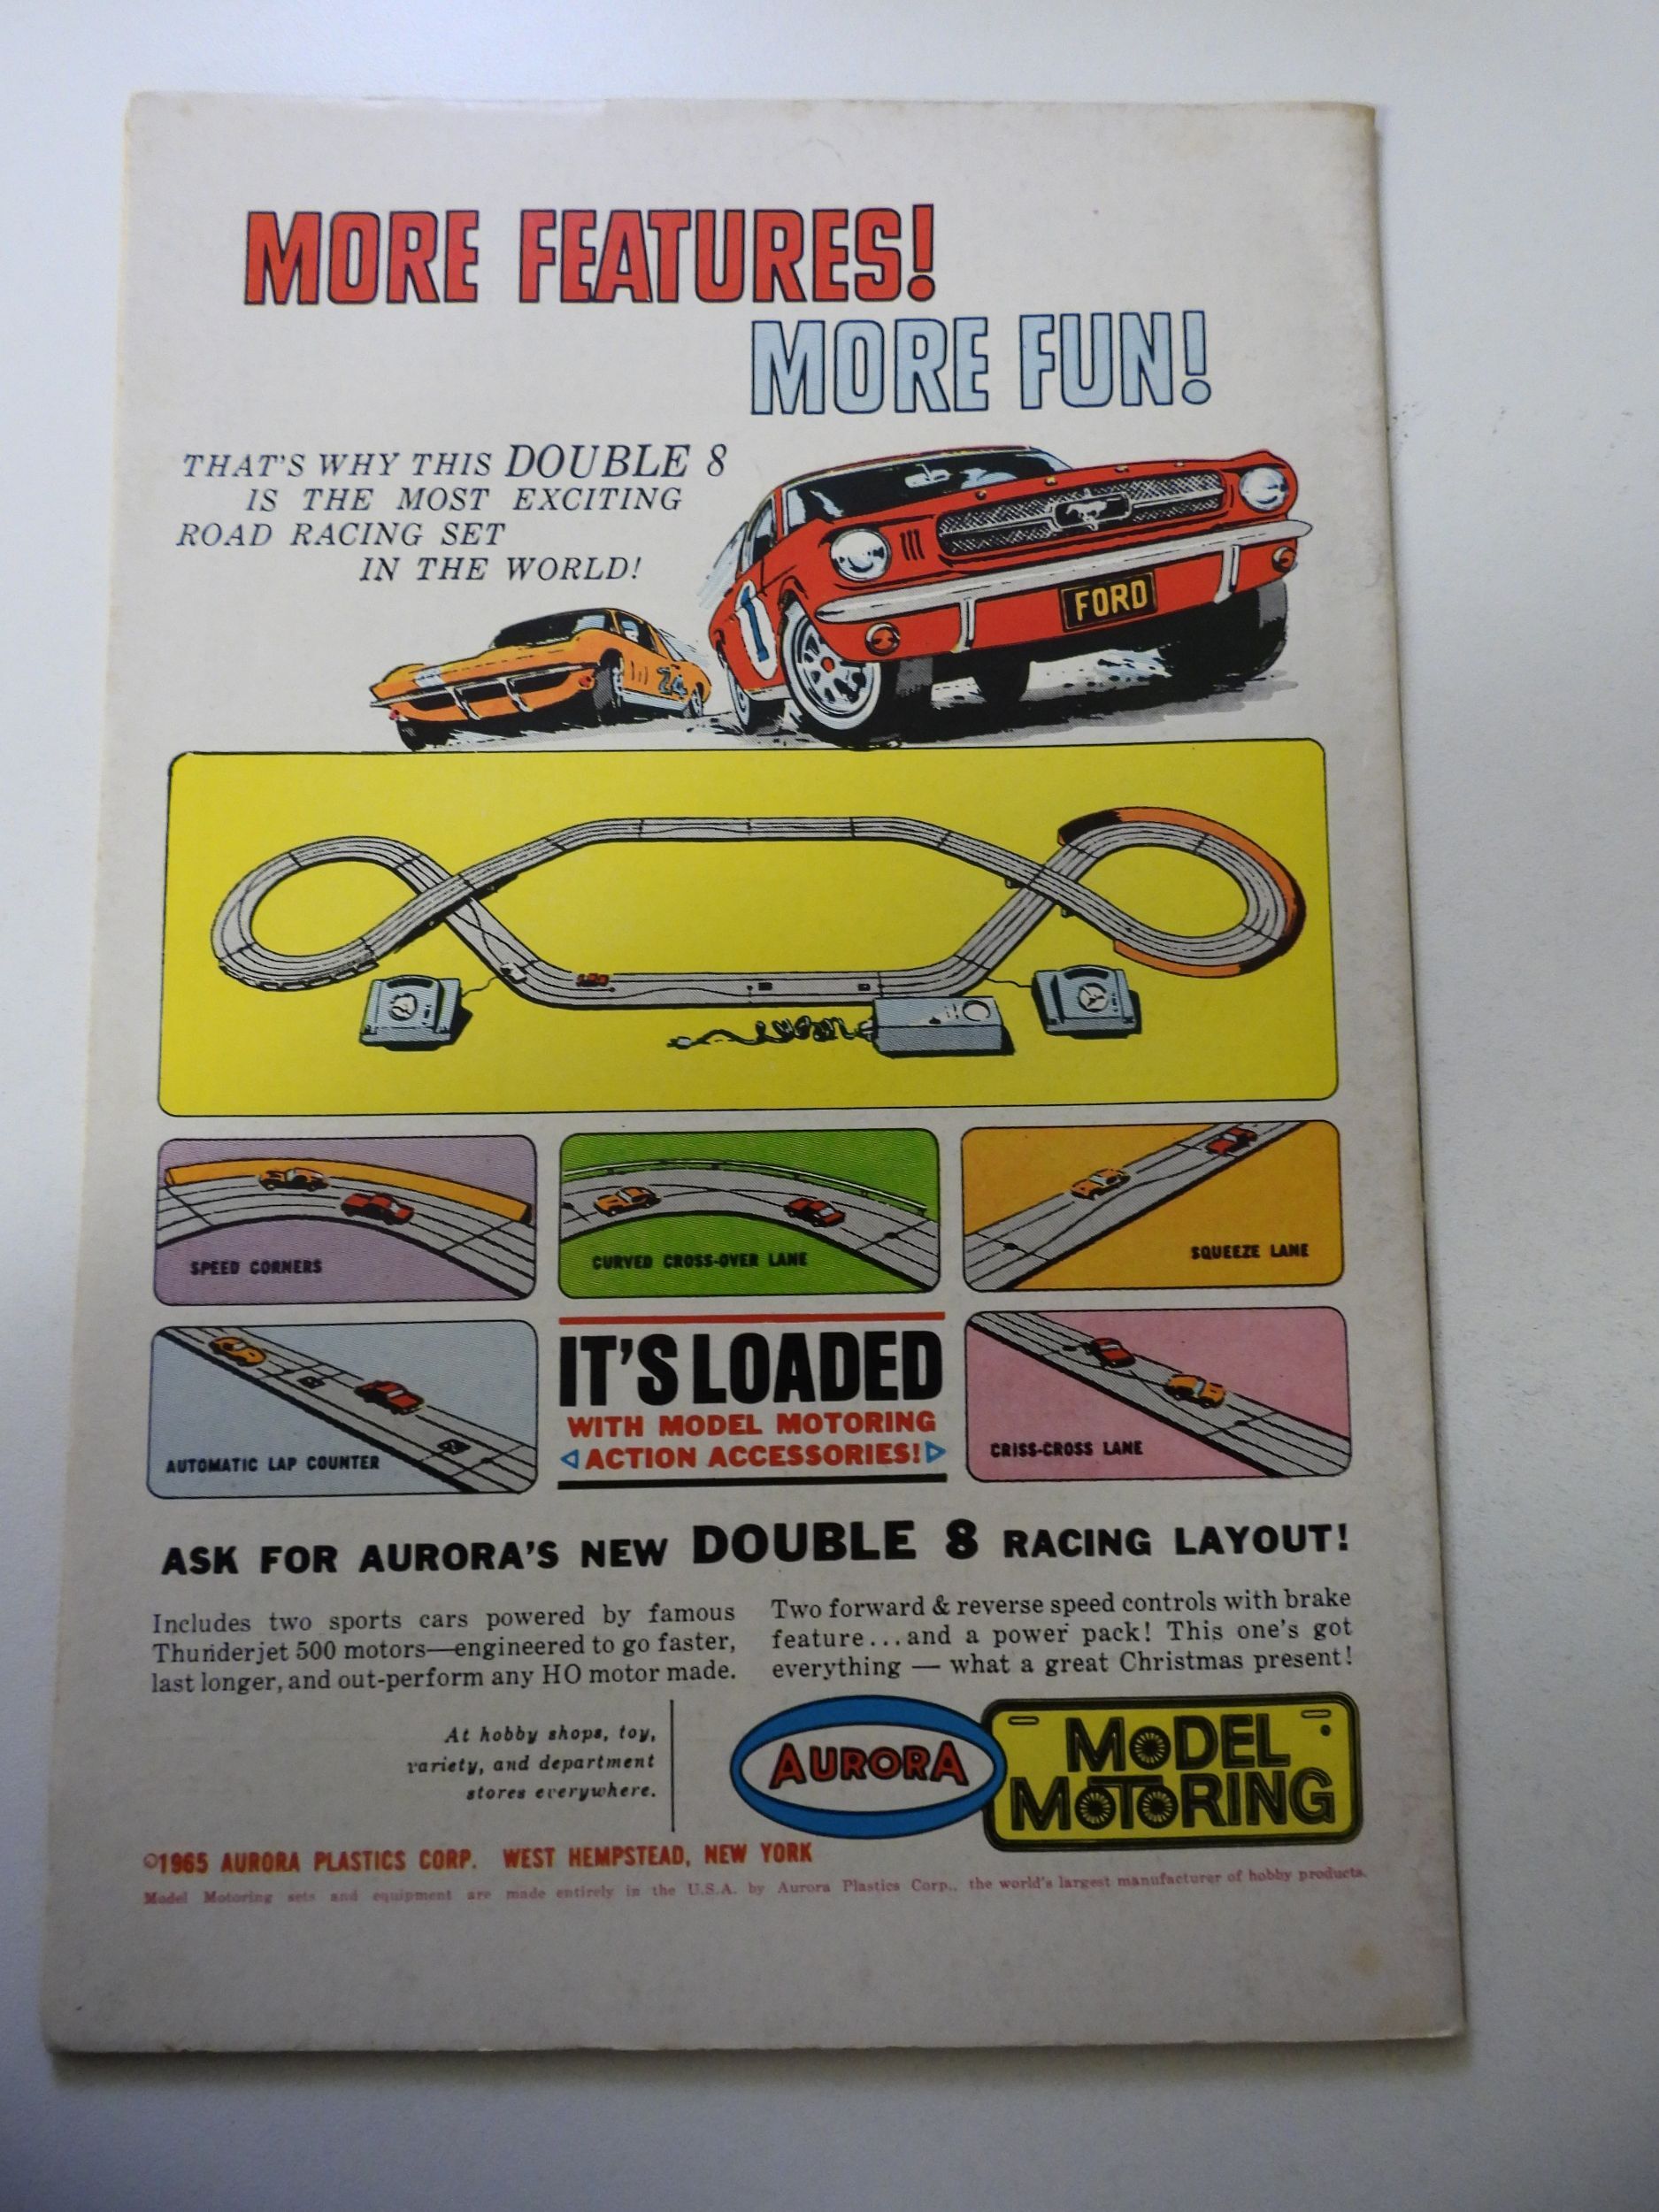 MORE FEATURES!
MORE FUN!
THAT'S WHY THIS DOUBLE 8
IS THE MOST EXCITING
ROAD RACING SET
IN THE WORLD!
FORD
1
24
SPEED CORNERS
CURVED CROSS-OVER LANE
SQUEEZE LANE
AUTOMATIC LAP COUNTER
IT'S LOADED
WITH MODEL MOTORING
ACTION ACCESSORIES!
CRISS-CROSS LANE
ASK FOR AURORA'S NEW DOUBLE 8 RACING LAYOUT!
Includes two sports cars powered by famous
Thunderjet 500 motors—engineered to go faster,
last longer, and out-perform any HO motor made.
Two forward & reverse speed controls with brake
feature...and a power pack! This one's got
everything — what a great Christmas present!
At hobby shops, toy,
variety, and department
stores everywhere.
AURORA
MODEL
MOTORING
©1965 AURORA PLASTICS CORP. WEST HEMPSTEAD, NEW YORK
Model Motoring sets and equipment are made entirely in the U.S.A. by Aurora Plastics Corp., the world's largest manufacturer of hobby products.